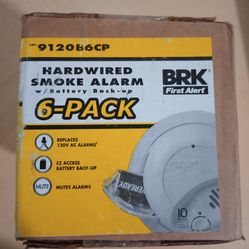 9120B6CP
HARDWIRED
SMOKE ALARM
w/Battery Back-up
6-PACK
BRK
First Alert
REPLACES
120V AC ALARMS
EZ ACCESS
BATTERY BACK-UP
MUTE
MUTES ALARMS
EVEREADY
10